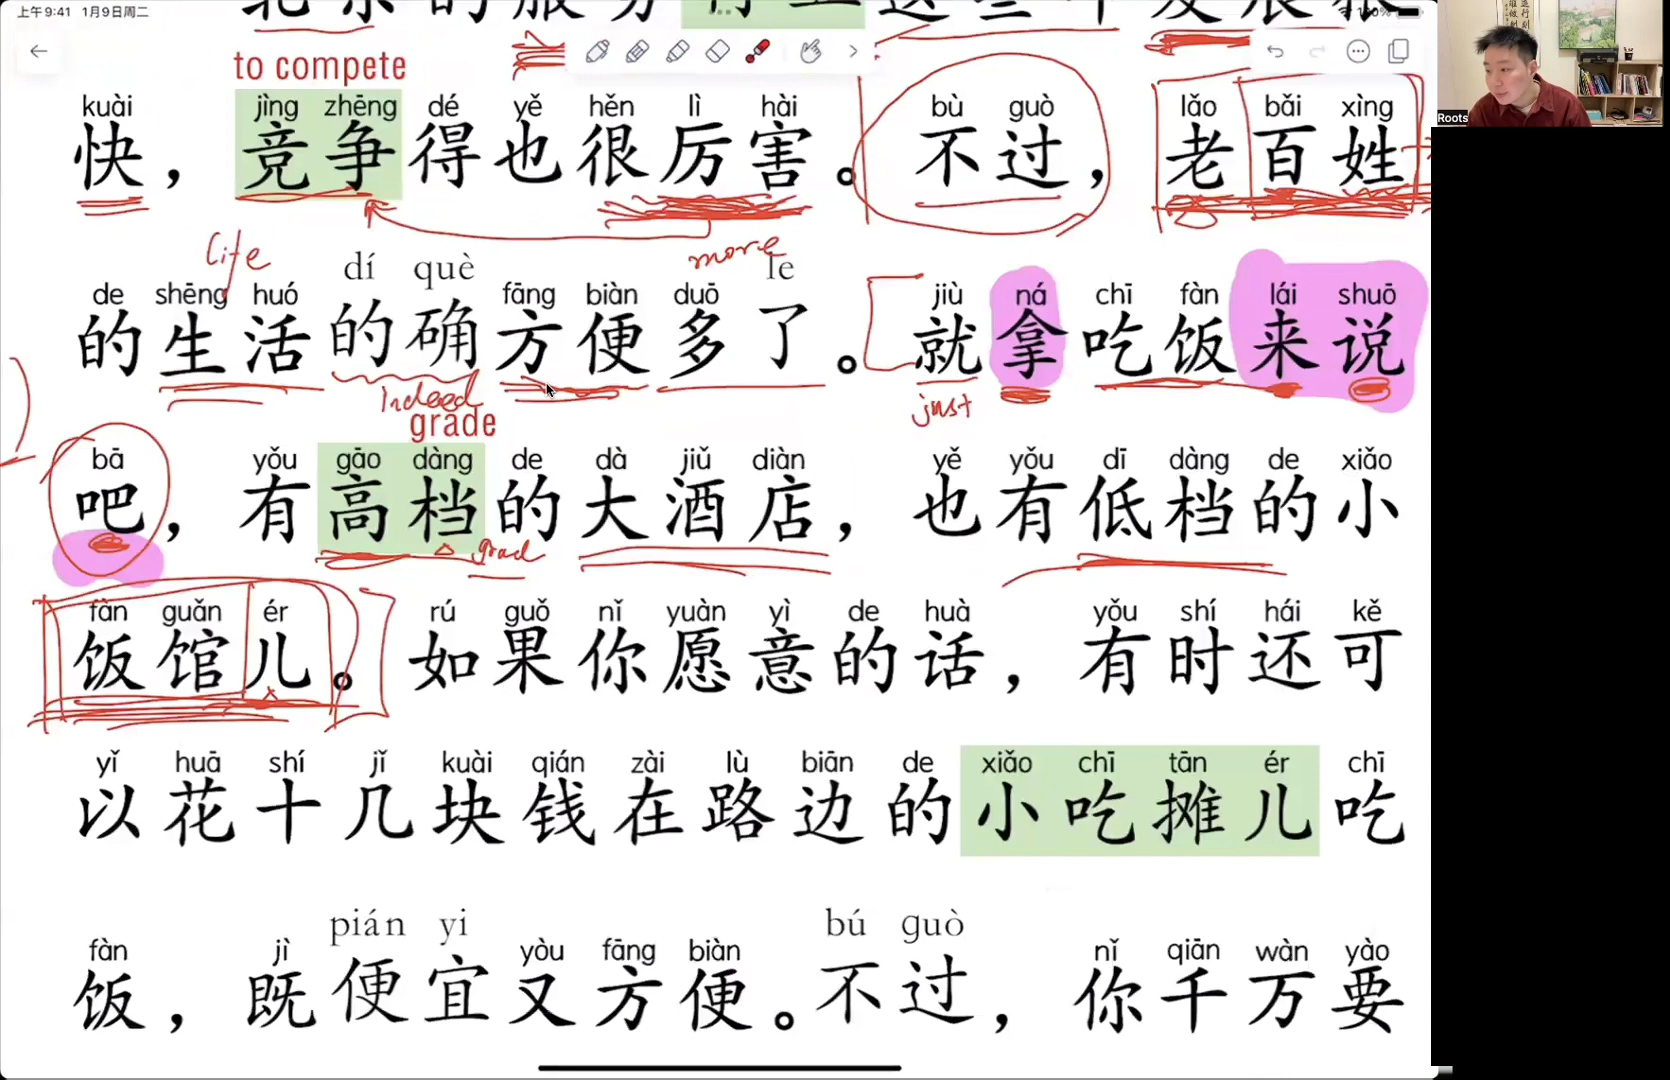 上午9:41 1月9日周二
to compete
kuài jìng zhēng dé yě hěn lì hài bù guò lǎo bǎi xìng
快，竞争得也很厉害。不过，老百姓
life more
dí què le
de shēng huó fāng biàn duō jiù ná chī fàn lái shuō
的生活的确方便多了。就拿吃饭来说
Indeed just
grade
bā yǒu gāo dàng de dà jiǔ diàn yě yǒu dī dàng de xiǎo
吧，有高档的大酒店，也有低档的小
grad
fàn guǎn ér rú guǒ nǐ yuàn yì de huà yǒu shí hái kě
饭馆儿。如果你愿意的话，有时还可
yǐ huā shí jǐ kuài qián zài lù biān de xiǎo chī tān ér chī
以花十几块钱在路边的小吃摊儿吃
pián yi bú guò
fàn jì yòu fāng biàn nǐ qiān wàn yào
饭，既便宜又方便。不过，你千万要
Roots